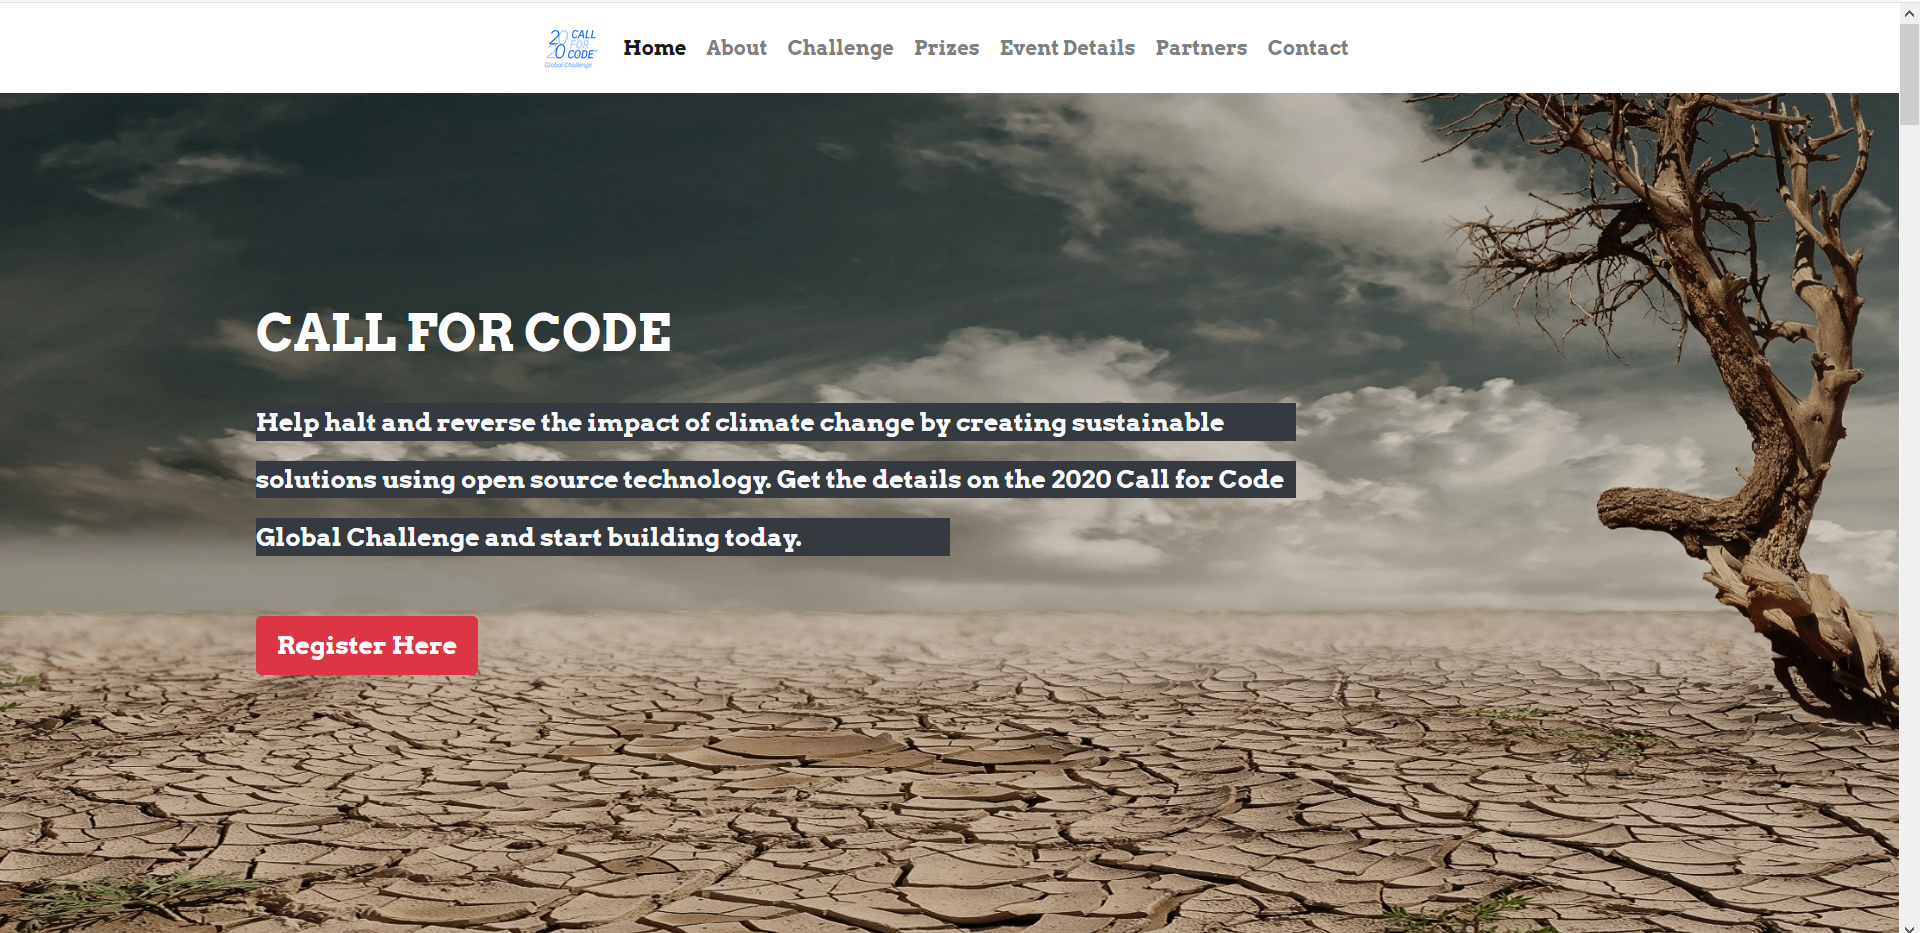 2020 CALL FOR CODE
Global Challenge
Home About Challenge Prizes Event Details Partners Contact
CALL FOR CODE
Help halt and reverse the impact of climate change by creating sustainable
solutions using open source technology. Get the details on the 2020 Call for Code
Global Challenge and start building today.
Register Here